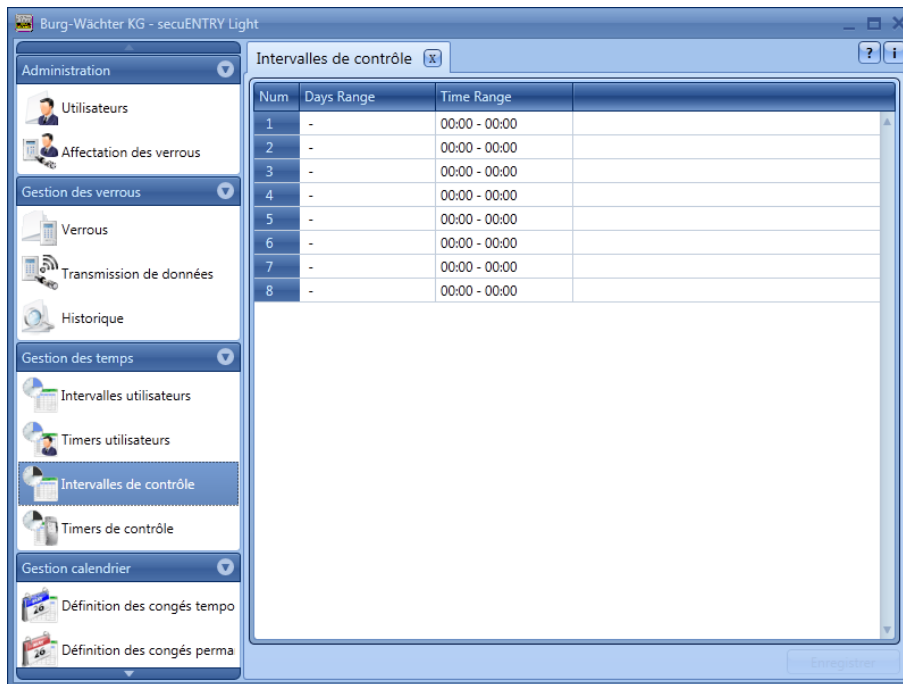 Burg-Wächter KG - secuENTRY Light
Administration
Utilisateurs
Affectation des verrous
Gestion des verrous
Verrous
Transmission de données
Historique
Gestion des temps
Intervalles utilisateurs
Timers utilisateurs
Intervalles de contrôle
Timers de contrôle
Gestion calendrier
Définition des congés tempo
Définition des congés perma
Intervalles de contrôle x
? i
Num Days Range Time Range
1 - 00:00 - 00:00
2 - 00:00 - 00:00
3 - 00:00 - 00:00
4 - 00:00 - 00:00
5 - 00:00 - 00:00
6 - 00:00 - 00:00
7 - 00:00 - 00:00
8 - 00:00 - 00:00
Enregistrer